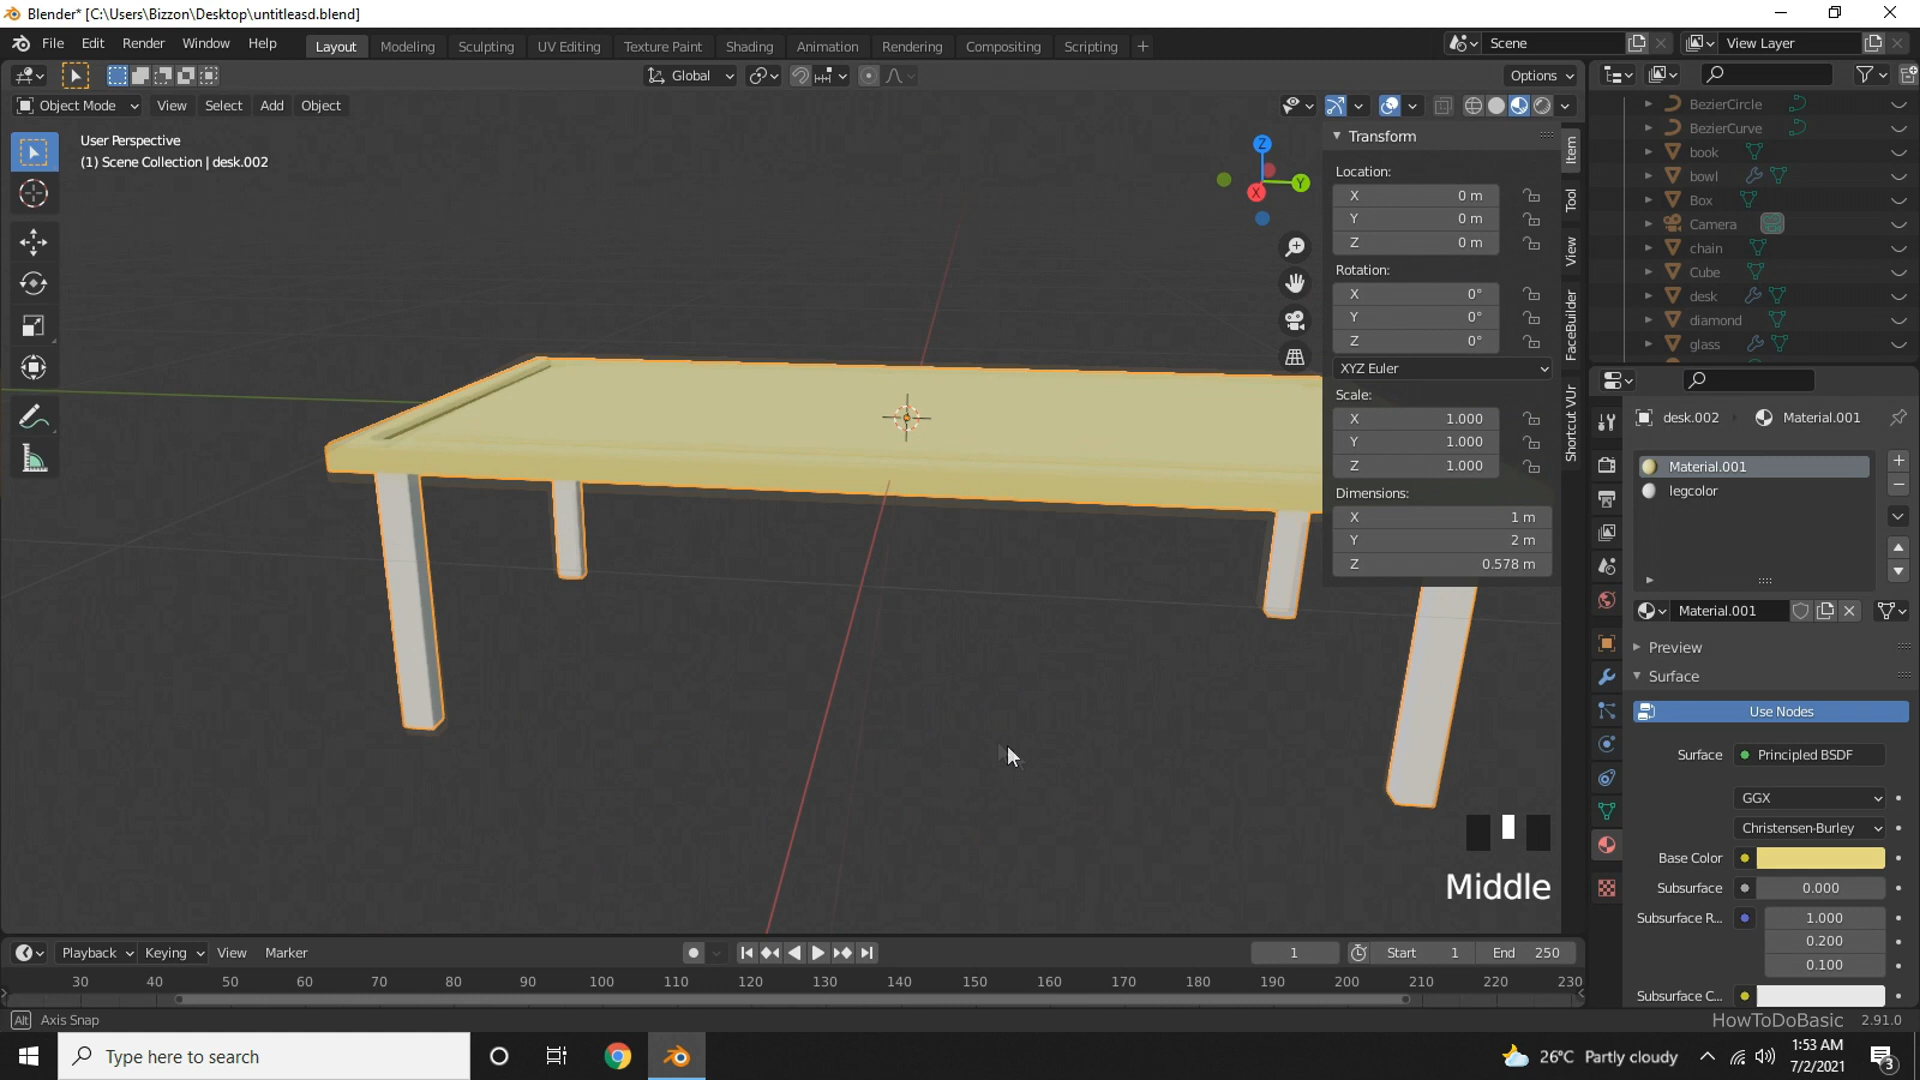 Blender* [C:\Users\Bizzon\Desktop\untitleasd.blend]
File Edit Render Window Help Layout Modeling Sculpting UV Editing Texture Paint Shading Animation Rendering Compositing Scripting Scene View Layer
Global Options
Object Mode View Select Add Object
User Perspective
(1) Scene Collection | desk.002
Z
Y
X
Transform
Location:
X 0 m
Y 0 m
Z 0 m
Rotation:
X 0°
Y 0°
Z 0°
XYZ Euler
Scale:
X 1.000
Y 1.000
Z 1.000
Dimensions:
X 1 m
Y 2 m
Z 0.578 m
Item
Tool
View
FaceBuilder
Shortcut VUr
BezierCircle
BezierCurve
book
bowl
Box
Camera
chain
Cube
desk
diamond
glass
desk.002 Material.001
Material.001
legcolor
Material.001
Preview
Surface
Use Nodes
Surface Principled BSDF
GGX
Christensen-Burley
Base Color
Subsurface 0.000
Subsurface R... 1.000
0.200
0.100
Subsurface C...
Middle
Playback Keying View Marker 1 Start 1 End 250
30 40 50 60 70 80 90 100 110 120 130 140 150 160 170 180 190 200 210 220 230
Alt Axis Snap HowToDoBasic 2.91.0
Type here to search 26°C Partly cloudy 1:53 AM
7/2/2021
3